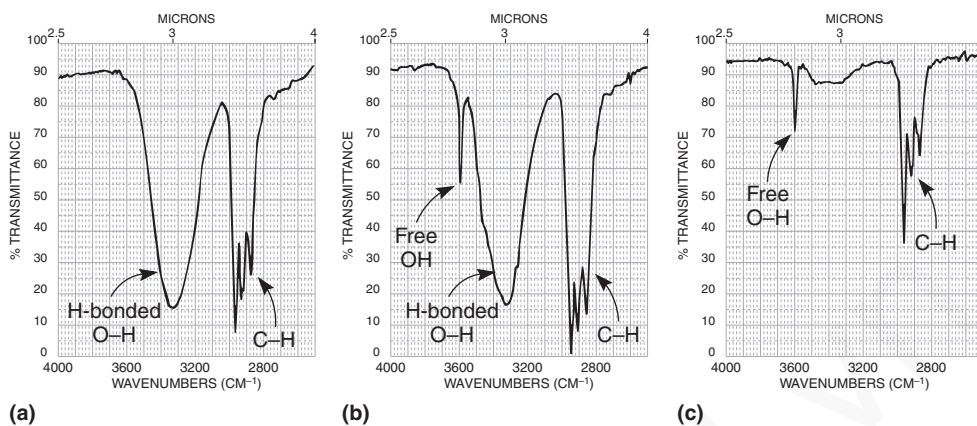 MICRONS
2.5 3 4
100
90
80
70
60
50
40
30
20
10
0
% TRANSMITTANCE
H-bonded
O–H
C–H
4000 3600 3200 2800
WAVENUMBERS (CM⁻¹)
(a)
MICRONS
2.5 3 4
100
90
80
70
60
50
40
30
20
10
0
% TRANSMITTANCE
Free
OH
H-bonded
O–H
C–H
4000 3600 3200 2800
WAVENUMBERS (CM⁻¹)
(b)
MICRONS
2.5 3
100
90
80
70
60
50
40
30
20
10
0
% TRANSMITTANCE
Free
O–H
C–H
4000 3600 3200 2800
WAVENUMBERS (CM⁻¹)
(c)